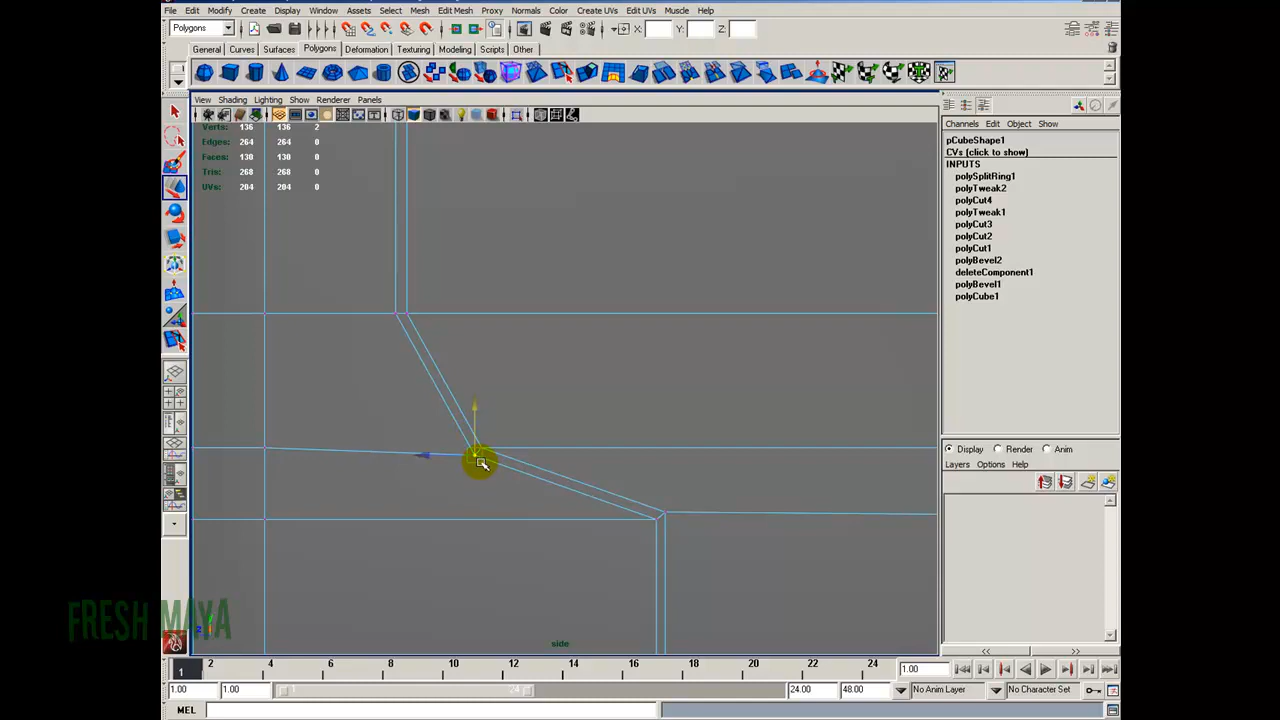 File Edit Modify Create Display Window Assets Select Mesh Edit Mesh Proxy Normals Color Create UVs Edit UVs Muscle Help
Polygons X: Y: Z:
General Curves Surfaces Polygons Deformation Texturing Modeling Scripts Other
View Shading Lighting Show Renderer Panels
Channels Edit Object Show
Verts: 136 136 2
Edges: 264 264 0
Faces: 130 130 0
Tris: 268 268 0
UVs: 204 204 0
pCubeShape1
CVs (click to show)
INPUTS
polySplitRing1
polyTweak2
polyCut4
polyTweak1
polyCut3
polyCut2
polyCut1
polyBevel2
deleteComponent1
polyBevel1
polyCube1
Display Render Anim
Layers Options Help
FRESH MAYA
side
1 2 4 6 8 10 12 14 16 18 20 22 24 1.00
1.00 1.00 24 24.00 48.00 No Anim Layer No Character Set
MEL